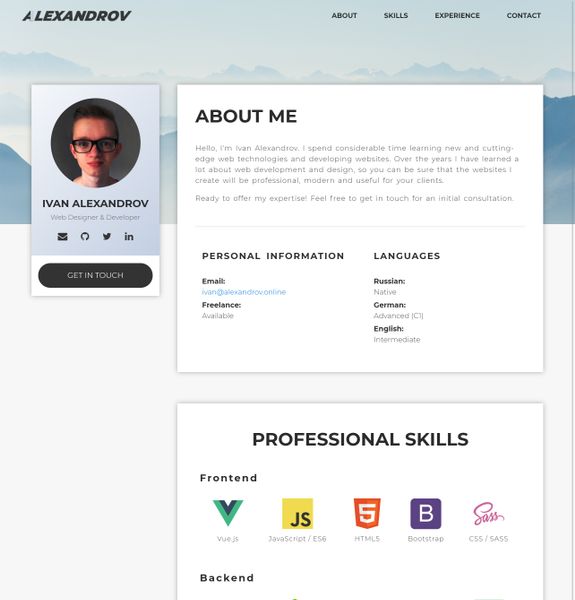 ALEXANDROV
ABOUT SKILLS EXPERIENCE CONTACT
IVAN ALEXANDROV
Web Designer & Developer
GET IN TOUCH
ABOUT ME
Hello, I'm Ivan Alexandrov. I spend considerable time learning new and cutting-
edge web technologies and developing websites. Over the years I have learned a
lot about web development and design, so you can be sure that the websites I
create will be professional, modern and useful for your clients.
Ready to offer my expertise! Feel free to get in touch for an initial consultation.
PERSONAL INFORMATION
Email:
ivan@alexandrov.online
Freelance:
Available
LANGUAGES
Russian:
Native
German:
Advanced (C1)
English:
Intermediate
PROFESSIONAL SKILLS
Frontend
JS
5
B
Sass
Vue.js
JavaScript / ES6
HTML5
Bootstrap
CSS / SASS
Backend